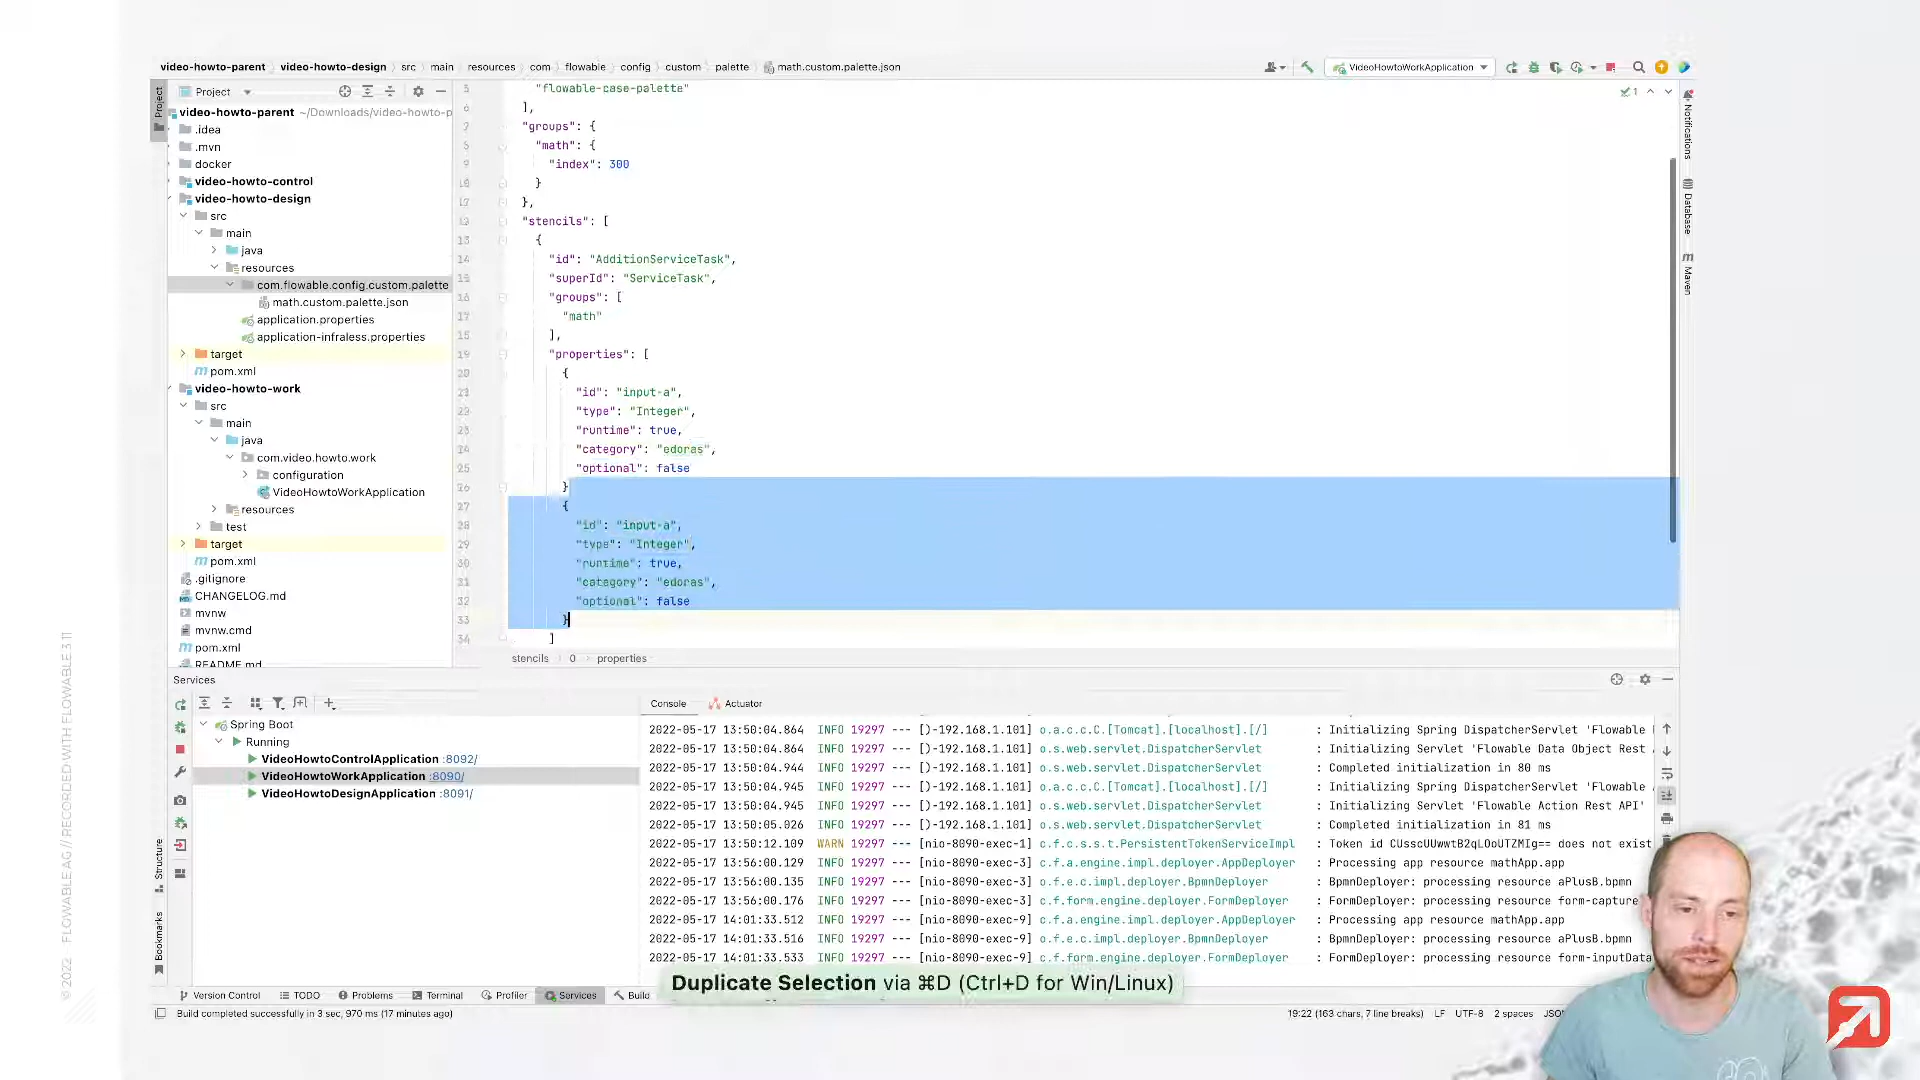 video-howto-parent › video-howto-design › src › main › resources › com › flowable › config › custom › palette › math.custom.palette.json
VideoHowtoWorkApplication
Project
video-howto-parent ~/Downloads/video-howto-p
.idea
.mvn
docker
video-howto-control
video-howto-design
src
main
java
resources
com.flowable.config.custom.palette
math.custom.palette.json
application.properties
application-infraless.properties
target
pom.xml
video-howto-work
src
main
java
com.video.howto.work
configuration
VideoHowtoWorkApplication
resources
test
target
pom.xml
.gitignore
CHANGELOG.md
mvnw
mvnw.cmd
pom.xml
README.md
"flowable-case-palette"
],
"groups": {
"math": {
"index": 300
}
},
"stencils": [
{
"id": "AdditionServiceTask",
"superId": "ServiceTask",
"groups": [
"math"
],
"properties": [
{
"id": "input-a",
"type": "Integer",
"runtime": true,
"category": "edoras",
"optional": false
}
{
"id": "input-a",
"type": "Integer",
"runtime": true,
"category": "edoras",
"optional": false
}
]
stencils › 0 › properties
1
Project
Notifications
Database
Maven
Services
Spring Boot
Running
VideoHowtoControlApplication :8092/
VideoHowtoWorkApplication :8090/
VideoHowtoDesignApplication :8091/
Console Actuator
2022-05-17 13:50:04.864 INFO 19297 --- [)-192.168.1.101] o.a.c.c.C.[Tomcat].[localhost].[/] : Initializing Spring DispatcherServlet 'Flowable
2022-05-17 13:50:04.864 INFO 19297 --- [)-192.168.1.101] o.s.web.servlet.DispatcherServlet : Initializing Servlet 'Flowable Data Object Rest
2022-05-17 13:50:04.944 INFO 19297 --- [)-192.168.1.101] o.s.web.servlet.DispatcherServlet : Completed initialization in 80 ms
2022-05-17 13:50:04.945 INFO 19297 --- [)-192.168.1.101] o.a.c.c.C.[Tomcat].[localhost].[/] : Initializing Spring DispatcherServlet 'Flowable
2022-05-17 13:50:04.945 INFO 19297 --- [)-192.168.1.101] o.s.web.servlet.DispatcherServlet : Initializing Servlet 'Flowable Action Rest API'
2022-05-17 13:50:05.026 INFO 19297 --- [)-192.168.1.101] o.s.web.servlet.DispatcherServlet : Completed initialization in 81 ms
2022-05-17 13:50:12.109 WARN 19297 --- [nio-8090-exec-1] c.f.c.s.s.t.PersistentTokenServiceImpl : Token id CUsscUUwwtB2qLOoUTZMIg== does not exist
2022-05-17 13:56:00.129 INFO 19297 --- [nio-8090-exec-3] c.f.a.engine.impl.deployer.AppDeployer : Processing app resource mathApp.app
2022-05-17 13:56:00.135 INFO 19297 --- [nio-8090-exec-3] o.f.e.c.impl.deployer.BpmnDeployer : BpmnDeployer: processing resource aPlusB.bpmn
2022-05-17 13:56:00.176 INFO 19297 --- [nio-8090-exec-3] c.f.form.engine.deployer.FormDeployer : FormDeployer: processing resource form-capture
2022-05-17 14:01:33.512 INFO 19297 --- [nio-8090-exec-9] c.f.a.engine.impl.deployer.AppDeployer : Processing app resource mathApp.app
2022-05-17 14:01:33.516 INFO 19297 --- [nio-8090-exec-9] o.f.e.c.impl.deployer.BpmnDeployer : BpmnDeployer: processing resource aPlusB.bpmn
2022-05-17 14:01:33.533 INFO 19297 --- [nio-8090-exec-9] c.f.form.engine.deployer.FormDeployer : FormDeployer: processing resource form-inputData
Structure
Bookmarks
Duplicate Selection via ⌘D (Ctrl+D for Win/Linux)
Version Control TODO Problems Terminal Profiler Services Build
Build completed successfully in 3 sec, 970 ms (17 minutes ago)
19:22 (163 chars, 7 line breaks) LF UTF-8 2 spaces
© 2022 FLOWABLE AG // RECORDED WITH FLOWABLE 3.11